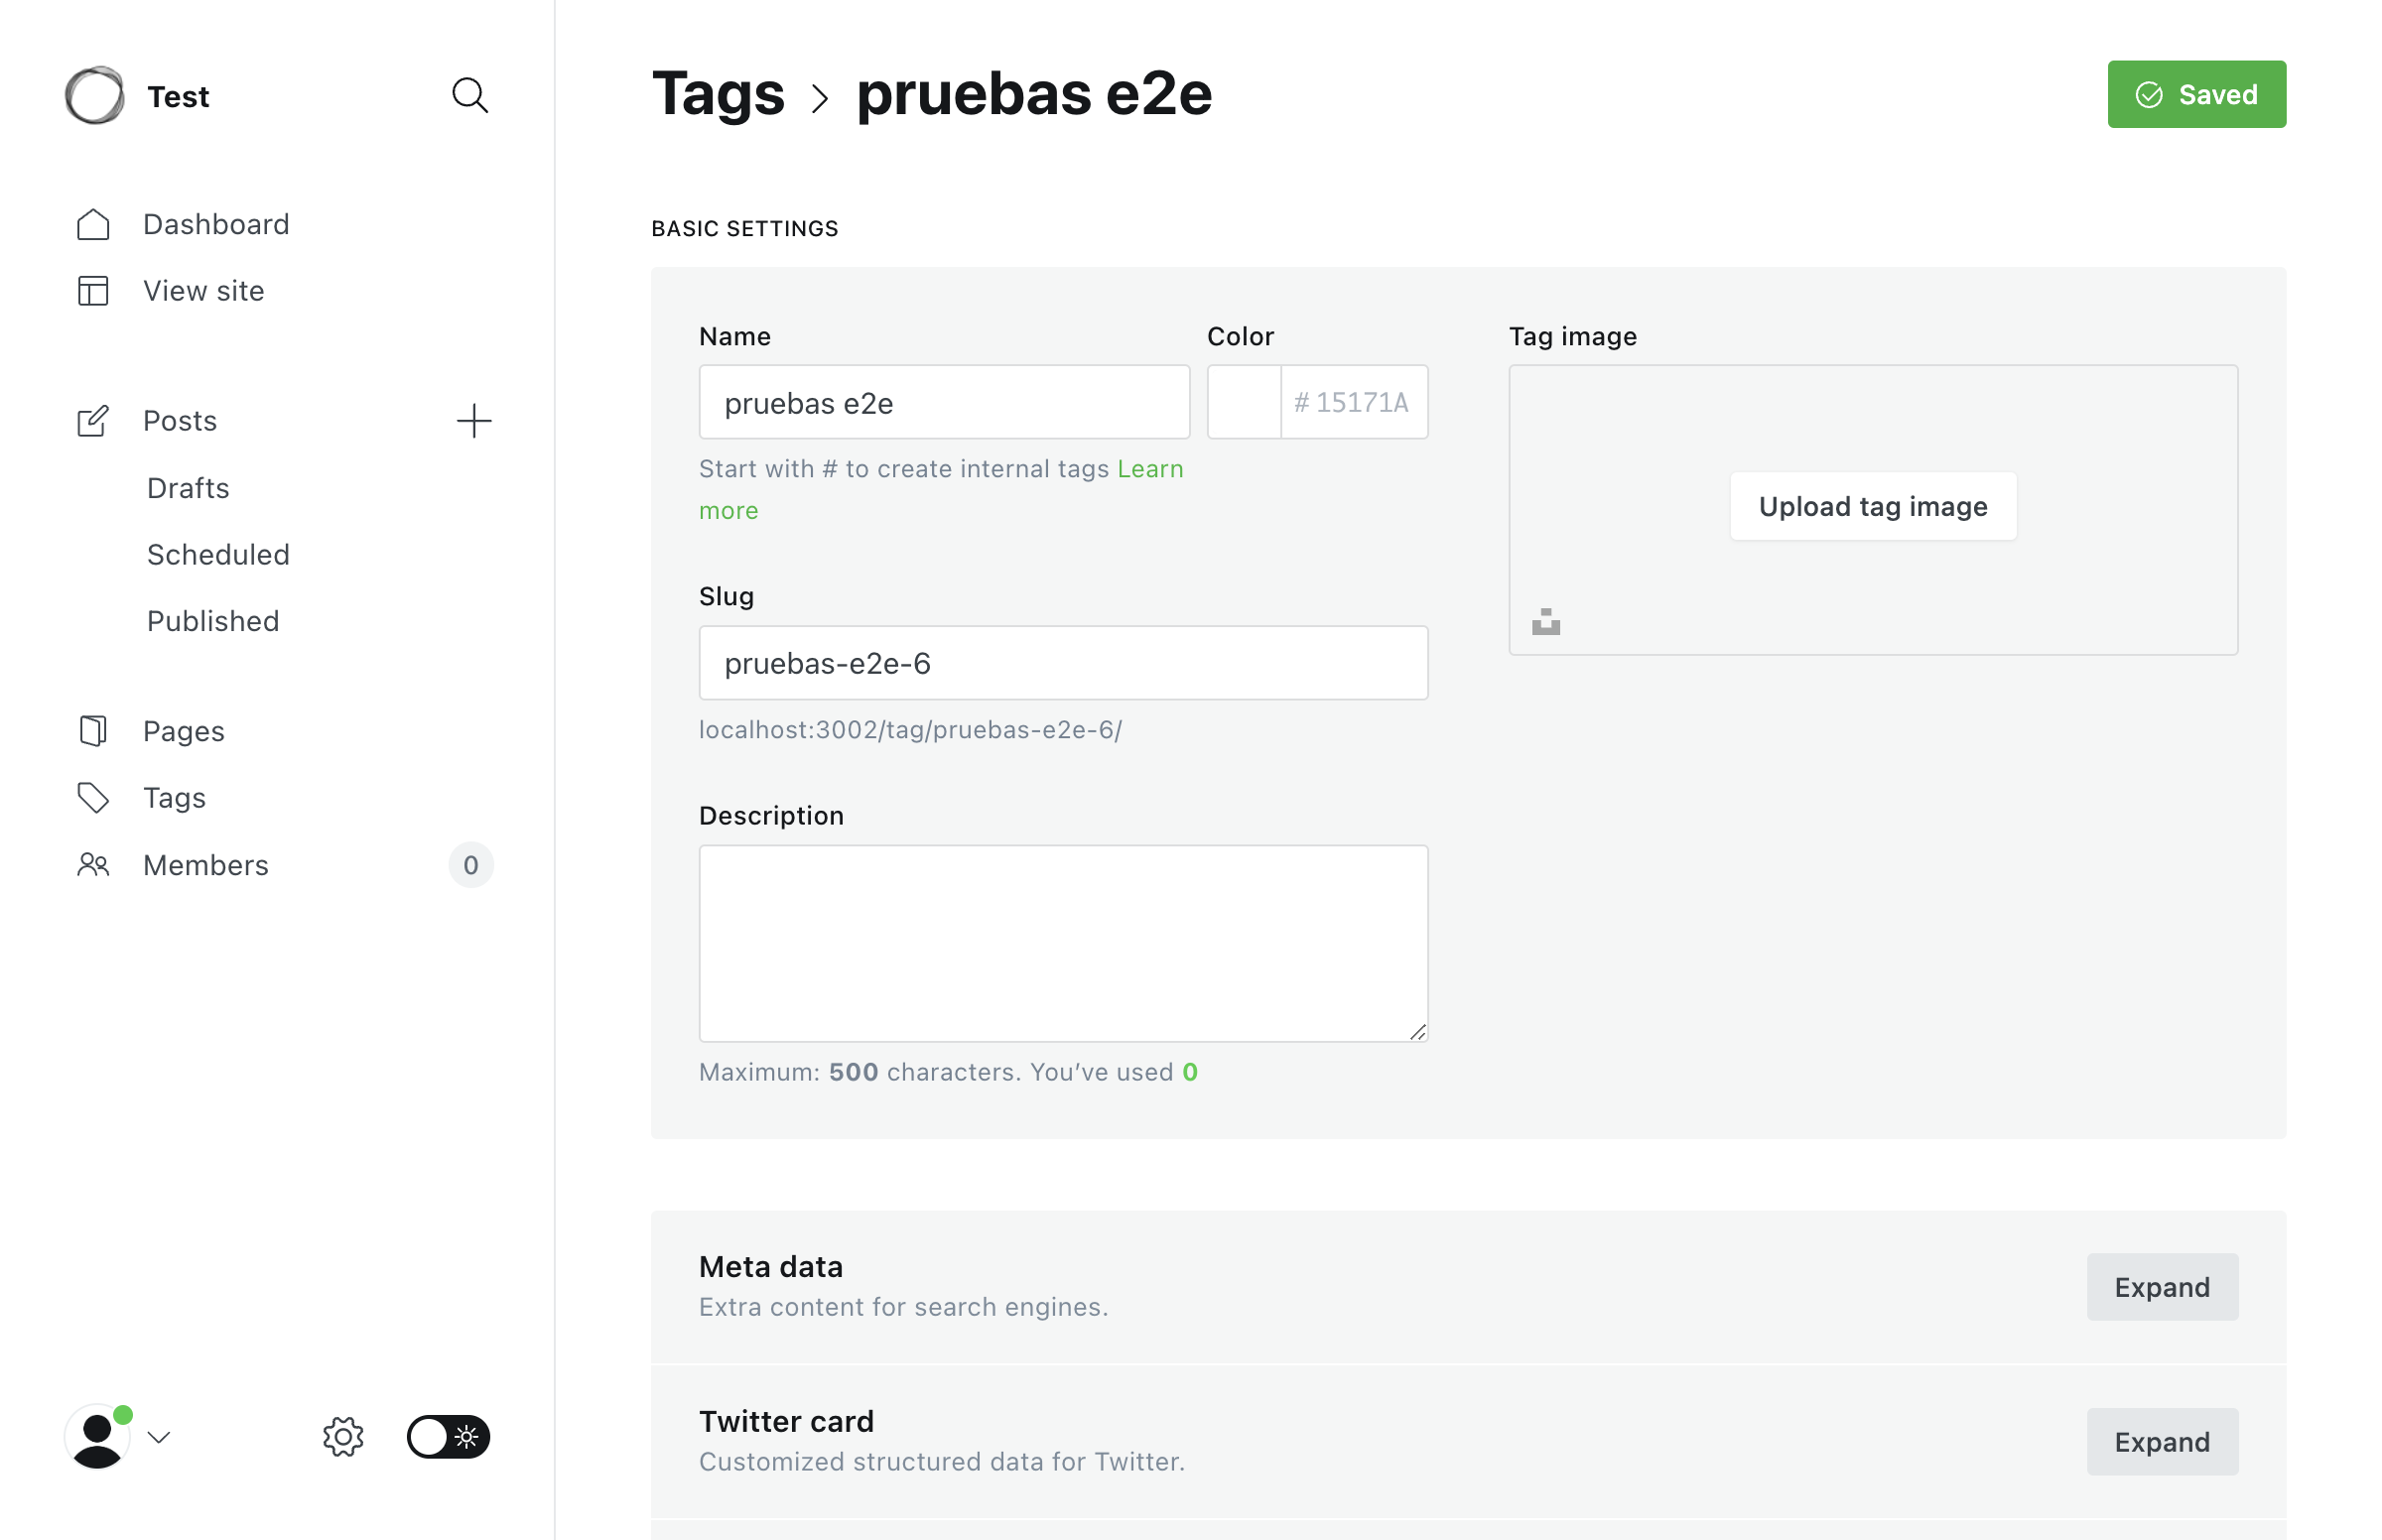 Test
Dashboard
View site
Posts
Drafts
Scheduled
Published
Pages
Tags
Members 0
Tags > pruebas e2e
Saved
BASIC SETTINGS
Name
pruebas e2e
Start with # to create internal tags Learn
more
Color
# 15171A
Slug
pruebas-e2e-6
localhost:3002/tag/pruebas-e2e-6/
Description
Maximum: 500 characters. You’ve used 0
Tag image
Upload tag image
Meta data
Extra content for search engines.
Expand
Twitter card
Customized structured data for Twitter.
Expand